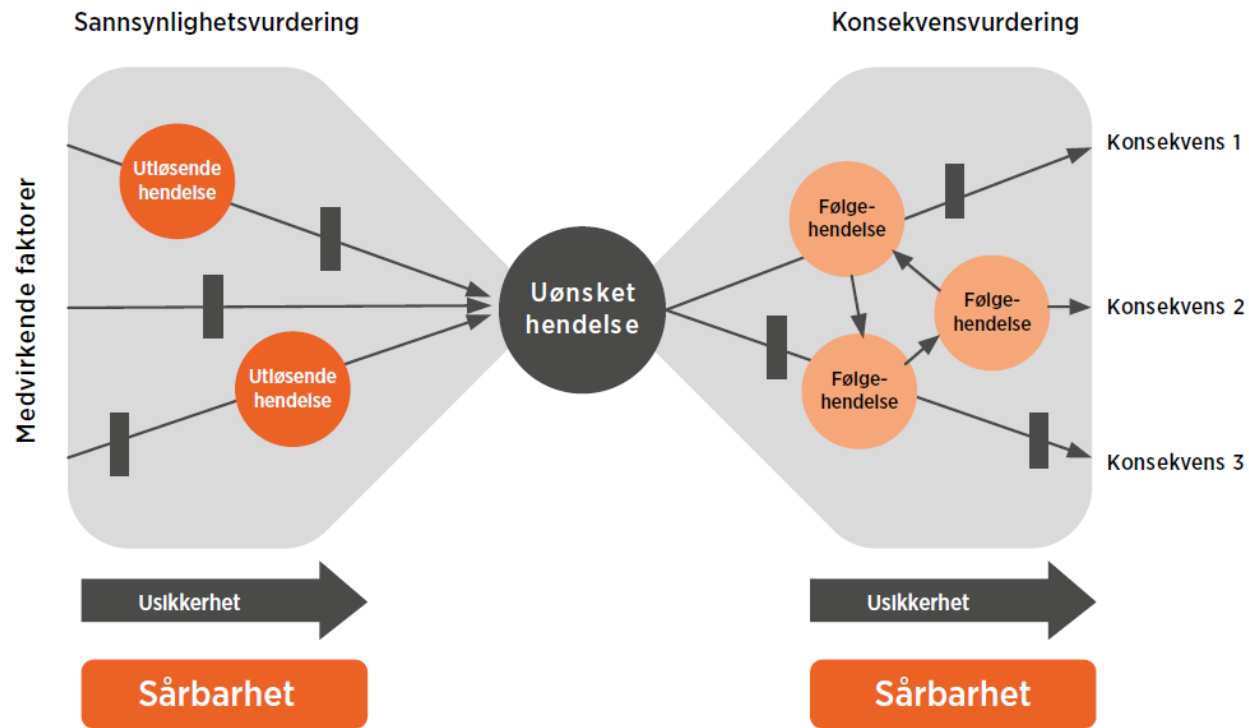 Sannsynlighetsvurdering
Konsekvensvurdering
Medvirkende faktorer
Utløsende
hendelse
Utløsende
hendelse
Uønsket
hendelse
Følge-
hendelse
Følge-
hendelse
Følge-
hendelse
Konsekvens 1
Konsekvens 2
Konsekvens 3
Usikkerhet
Usikkerhet
Sårbarhet
Sårbarhet